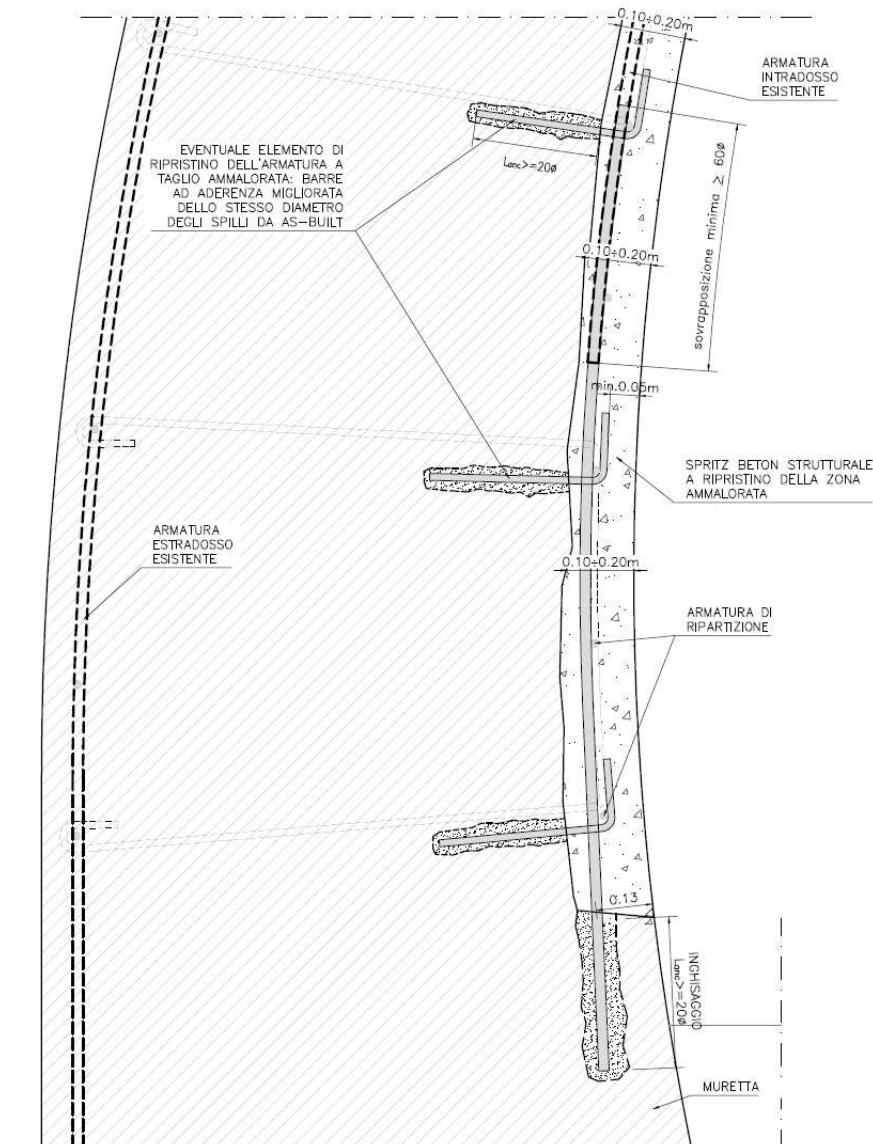 0.10÷0.20m
ARMATURA
INTRADOSSO
ESISTENTE
EVENTUALE ELEMENTO DI
RIPRISTINO DELL'ARMATURA A
TAGLIO AMMALORATA: BARRE
AD ADERENZA MIGLIORATA
DELLO STESSO DIAMETRO
DEGLI SPILLI DA AS-BUILT
Lanc>=20ø
sovrapposizione minima ≥ 60ø
0.10÷0.20m
min.0.05m
SPRITZ BETON STRUTTURALE
A RIPRISTINO DELLA ZONA
AMMALORATA
ARMATURA
ESTRADOSSO
ESISTENTE
0.10÷0.20m
ARMATURA DI
RIPARTIZIONE
0.13
INGHISAGGIO
Lanc>=20ø
MURETTA